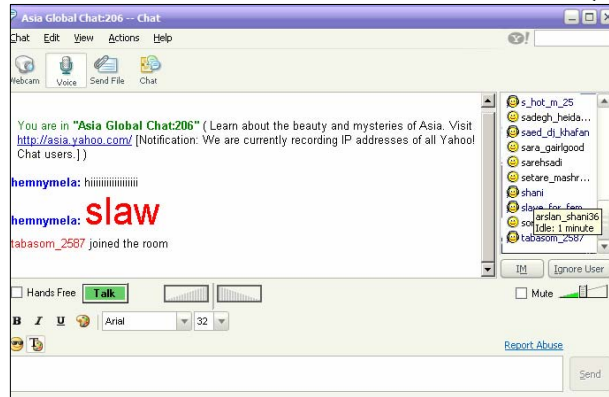 Asia Global Chat:206 -- Chat
Chat Edit View Actions Help
Webcam Voice Send File Chat
You are in "Asia Global Chat:206" ( Learn about the beauty and mysteries of Asia. Visit
http://asia.yahoo.com/ [Notification: We are currently recording IP addresses of all Yahoo!
Chat users.] )
hemnymela: hiiiiiiiiiiiiiiiiii
hemnymela: slaw
tabasom_2587 joined the room
s_hot_m_25
sadegh_heida...
saed_dj_khafan
sara_gairlgood
sarehsadi
setare_mashr...
shani
arslan_shani36
Idle: 1 minute
tabasom_2587
IM Ignore User
Hands Free Talk
Mute
B I U Arial 32
Report Abuse
Send